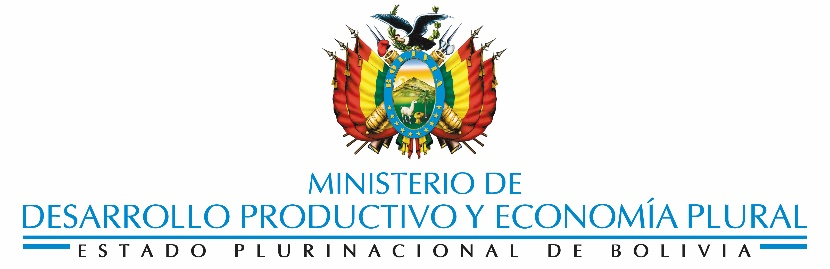 MINISTERIO DE
DESARROLLO PRODUCTIVO Y ECONOMÍA PLURAL
ESTADO PLURINACIONAL DE BOLIVIA